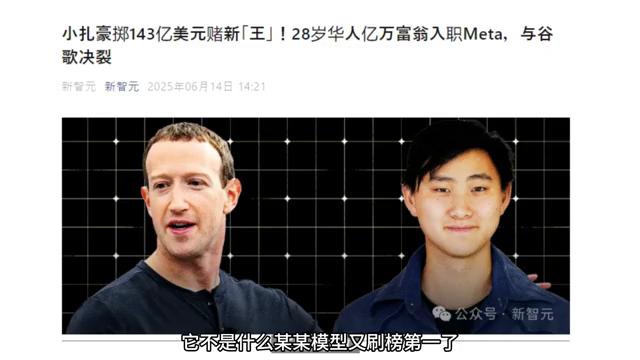 小扎豪掷143亿美元赌新「王」！28岁华人亿万富翁入职Meta，与谷
歌决裂
新智元 新智元 2025年06月14日 14:21
公众号・新智元
它不是什么某某模型又刷榜第一了